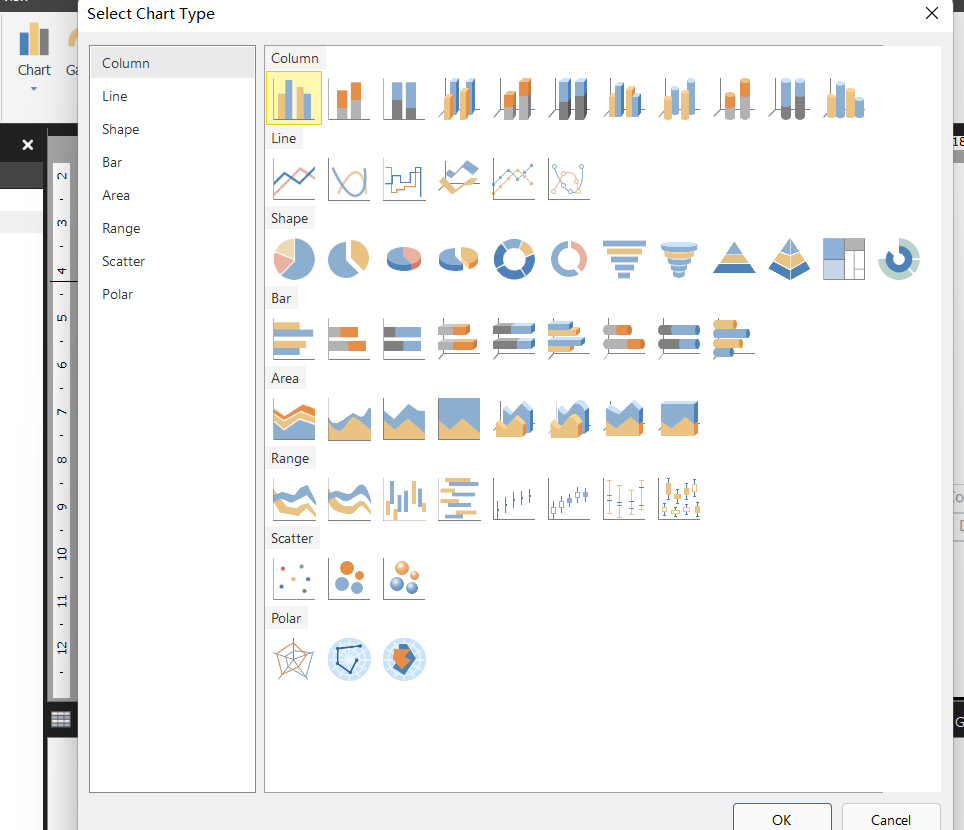 Select Chart Type
Chart
Column
Line
Shape
Bar
Area
Range
Scatter
Polar
Column
Line
Shape
Bar
Area
Range
Scatter
Polar
2
3
4
5
6
7
8
9
10
11
12
18
OK
Cancel